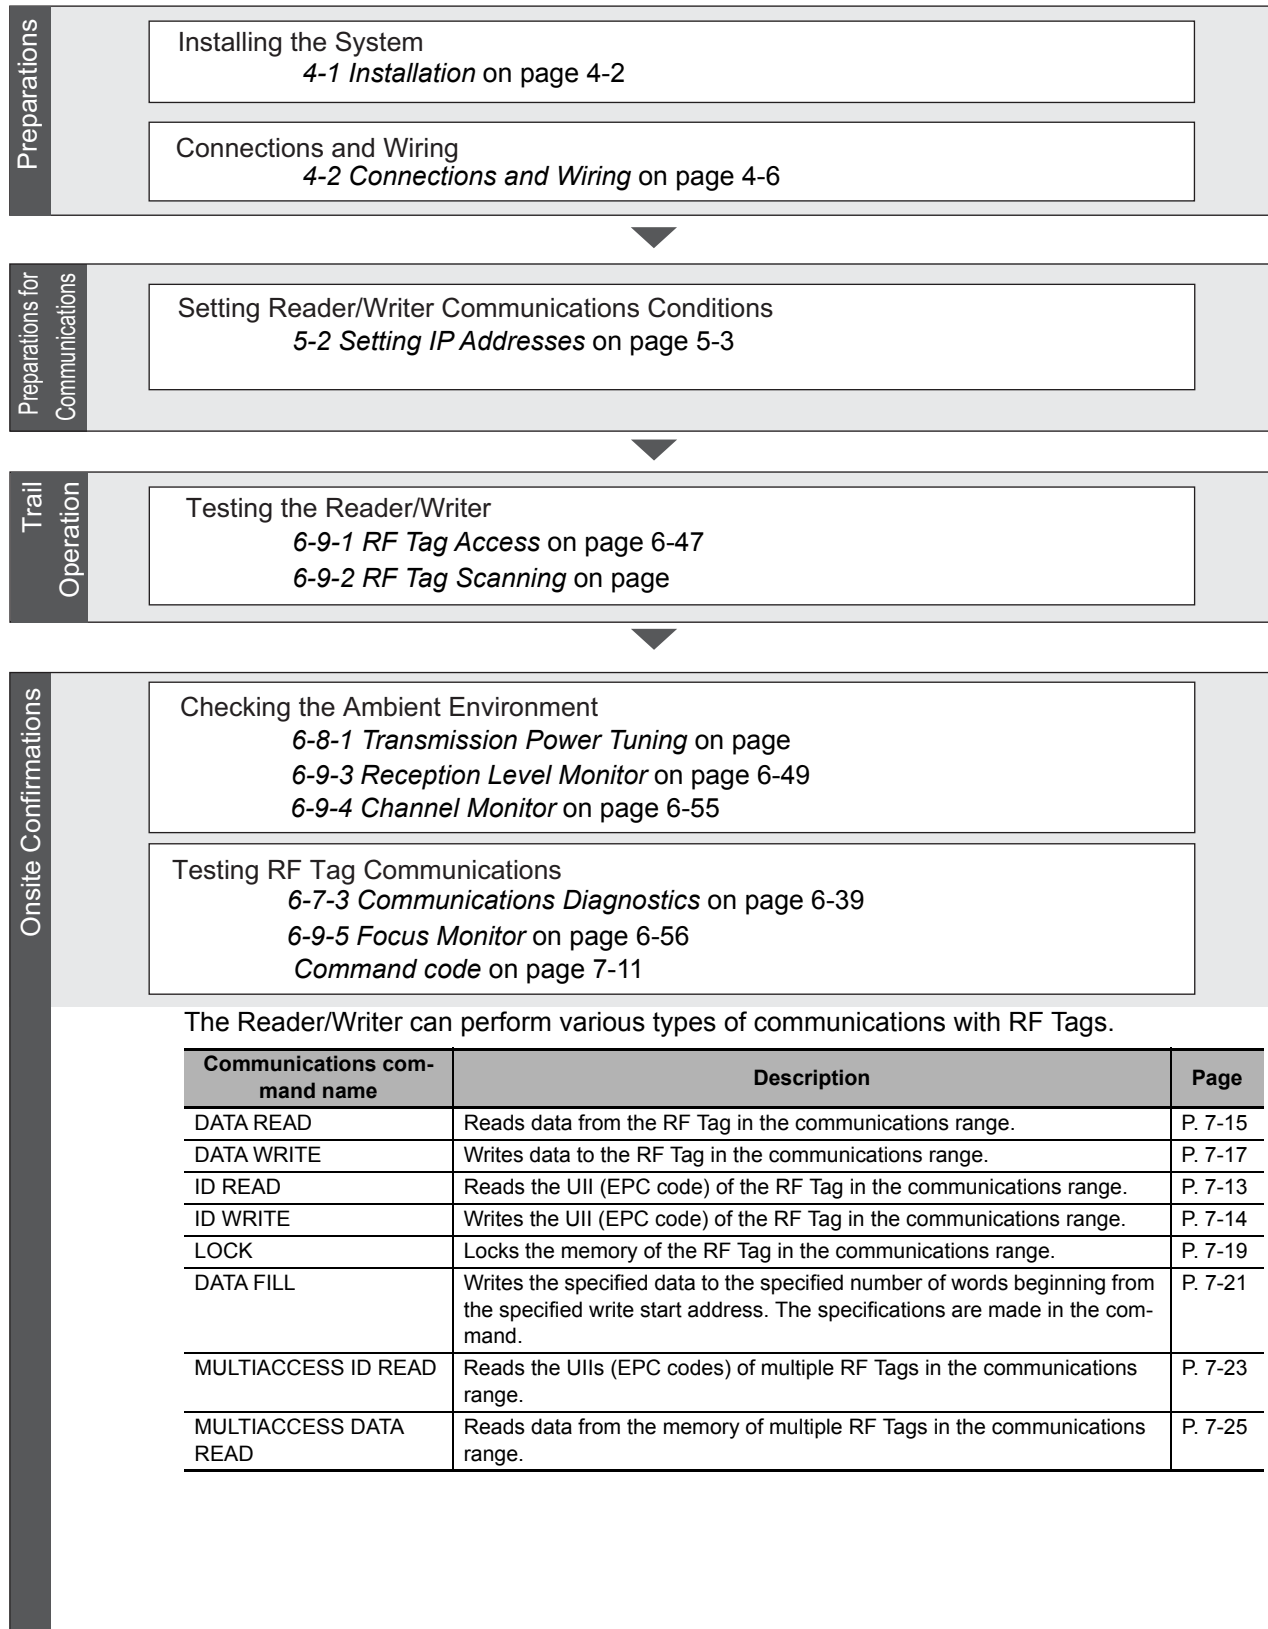 Preparations
Installing the System
4-1 Installation on page 4-2
Connections and Wiring
4-2 Connections and Wiring on page 4-6
Preparations for
Communications
Setting Reader/Writer Communications Conditions
5-2 Setting IP Addresses on page 5-3
Trail
Operation
Testing the Reader/Writer
6-9-1 RF Tag Access on page 6-47
6-9-2 RF Tag Scanning on page
Onsite Confirmations
Checking the Ambient Environment
6-8-1 Transmission Power Tuning on page
6-9-3 Reception Level Monitor on page 6-49
6-9-4 Channel Monitor on page 6-55
Testing RF Tag Communications
6-7-3 Communications Diagnostics on page 6-39
6-9-5 Focus Monitor on page 6-56
Command code on page 7-11
The Reader/Writer can perform various types of communications with RF Tags.
Communications com-
mand name
Description
Page
DATA READ
Reads data from the RF Tag in the communications range.
P. 7-15
DATA WRITE
Writes data to the RF Tag in the communications range.
P. 7-17
ID READ
Reads the UII (EPC code) of the RF Tag in the communications range.
P. 7-13
ID WRITE
Writes the UII (EPC code) of the RF Tag in the communications range.
P. 7-14
LOCK
Locks the memory of the RF Tag in the communications range.
P. 7-19
DATA FILL
Writes the specified data to the specified number of words beginning from
the specified write start address. The specifications are made in the com-
mand.
P. 7-21
MULTIACCESS ID READ
Reads the UIIs (EPC codes) of multiple RF Tags in the communications
range.
P. 7-23
MULTIACCESS DATA
READ
Reads data from the memory of multiple RF Tags in the communications
range.
P. 7-25